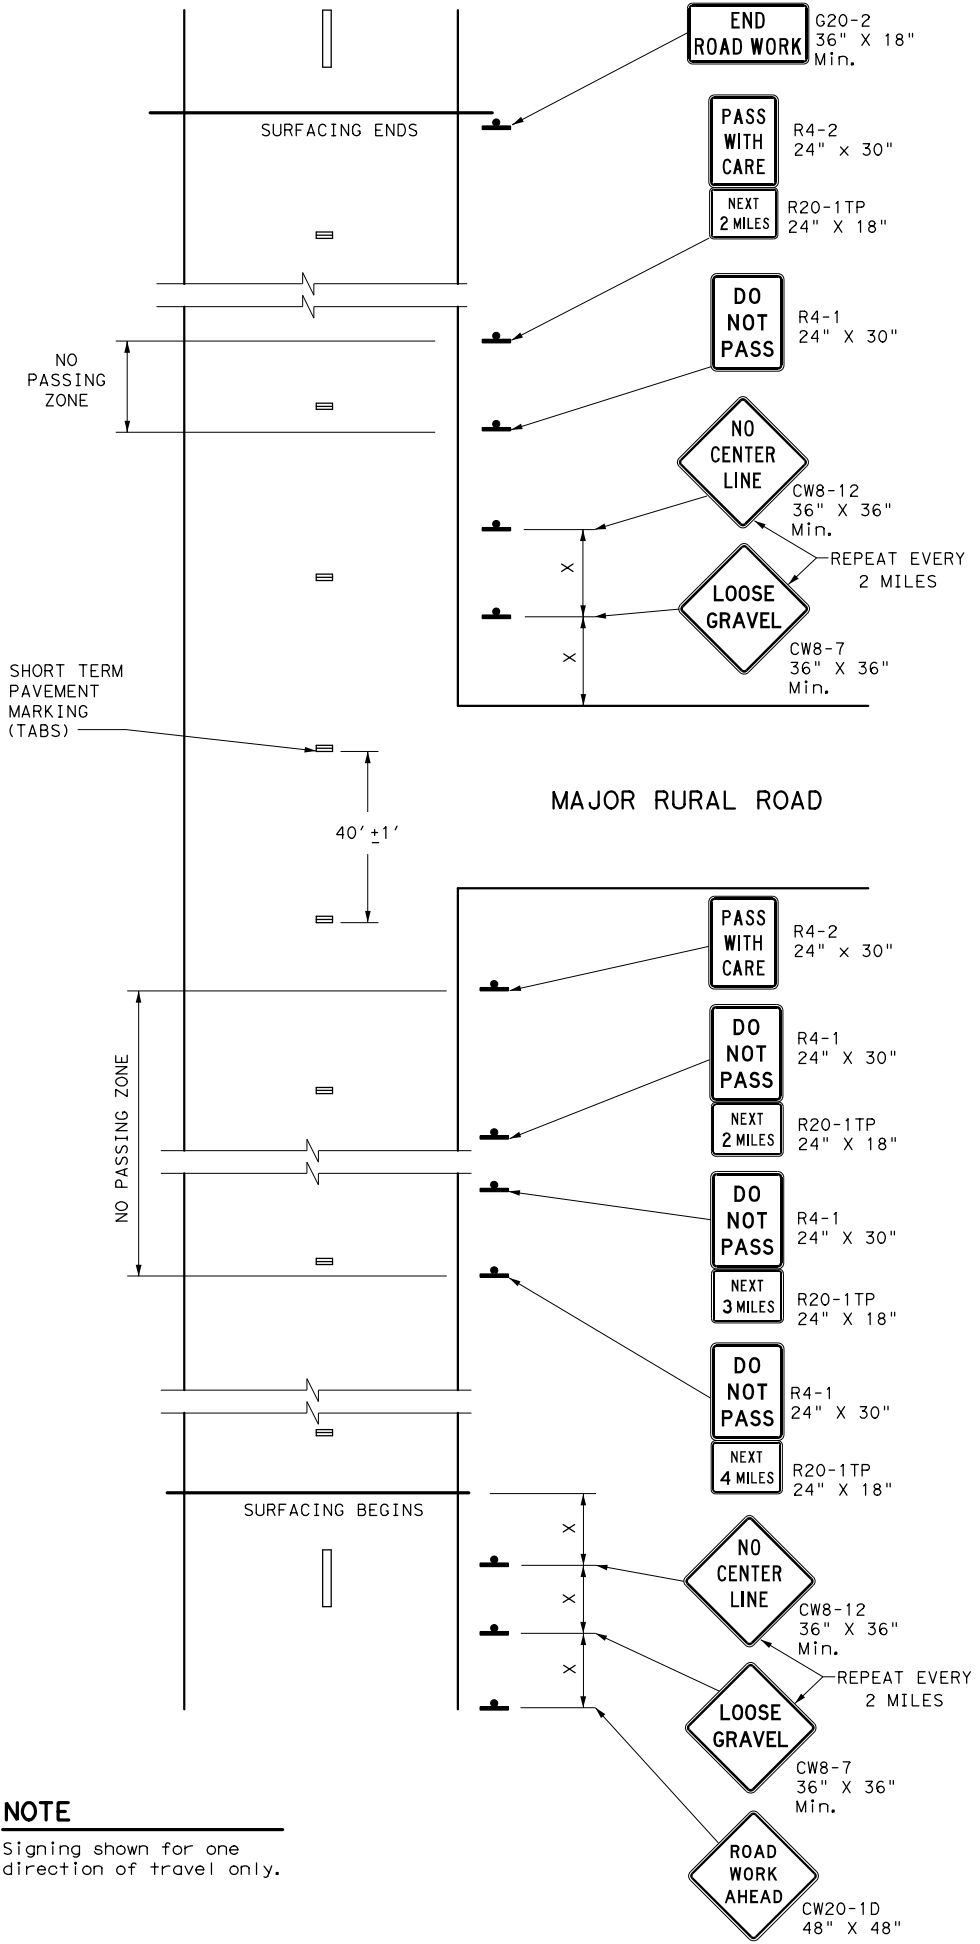 END
ROAD WORK
G20-2
36" X 18"
Min.
SURFACING ENDS
PASS
WITH
CARE
R4-2
24" x 30"
NEXT
2 MILES
R20-1TP
24" X 18"
DO
NOT
PASS
R4-1
24" X 30"
NO
PASSING
ZONE
NO
CENTER
LINE
CW8-12
36" X 36"
Min.
REPEAT EVERY
2 MILES
X
LOOSE
GRAVEL
CW8-7
36" X 36"
Min.
X
SHORT TERM
PAVEMENT
MARKING
(TABS)
MAJOR RURAL ROAD
40' ±1'
PASS
WITH
CARE
R4-2
24" x 30"
NO PASSING ZONE
DO
NOT
PASS
R4-1
24" X 30"
NEXT
2 MILES
R20-1TP
24" X 18"
DO
NOT
PASS
R4-1
24" X 30"
NEXT
3 MILES
R20-1TP
24" X 18"
DO
NOT
PASS
R4-1
24" X 30"
NEXT
4 MILES
R20-1TP
24" X 18"
SURFACING BEGINS
X
NO
CENTER
LINE
CW8-12
36" X 36"
Min.
X
REPEAT EVERY
2 MILES
X
LOOSE
GRAVEL
CW8-7
36" X 36"
Min.
NOTE
Signing shown for one
direction of travel only.
ROAD
WORK
AHEAD
CW20-1D
48" X 48"